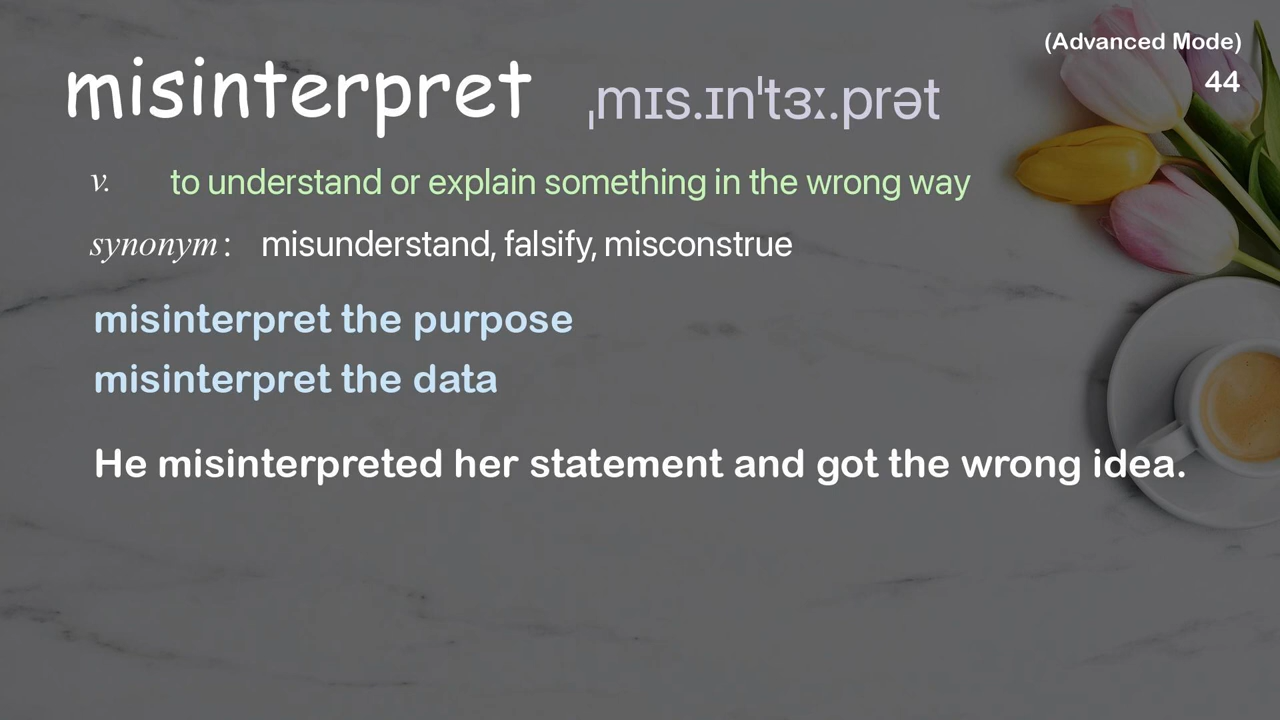 (Advanced Mode)
44
misinterpret ˌmɪs.ɪnˈtɜː.prət
v. to understand or explain something in the wrong way
synonym: misunderstand, falsify, misconstrue
misinterpret the purpose
misinterpret the data
He misinterpreted her statement and got the wrong idea.